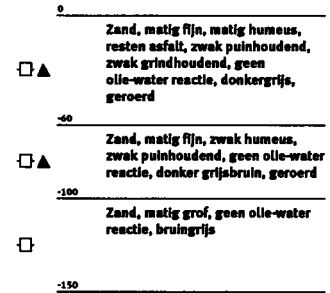 0
Zand, matig fijn, matig humeus,
resten asfalt, zwak puinhoudend,
zwak grindhoudend, geen
olie-water reactie, donkergrijs,
geroerd
-60
Zand, matig fijn, zwak humeus,
zwak puinhoudend, geen olie-water
reactie, donker grijsbruin, geroerd
-100
Zand, matig grof, geen olie-water
reactie, bruingrijs
-150